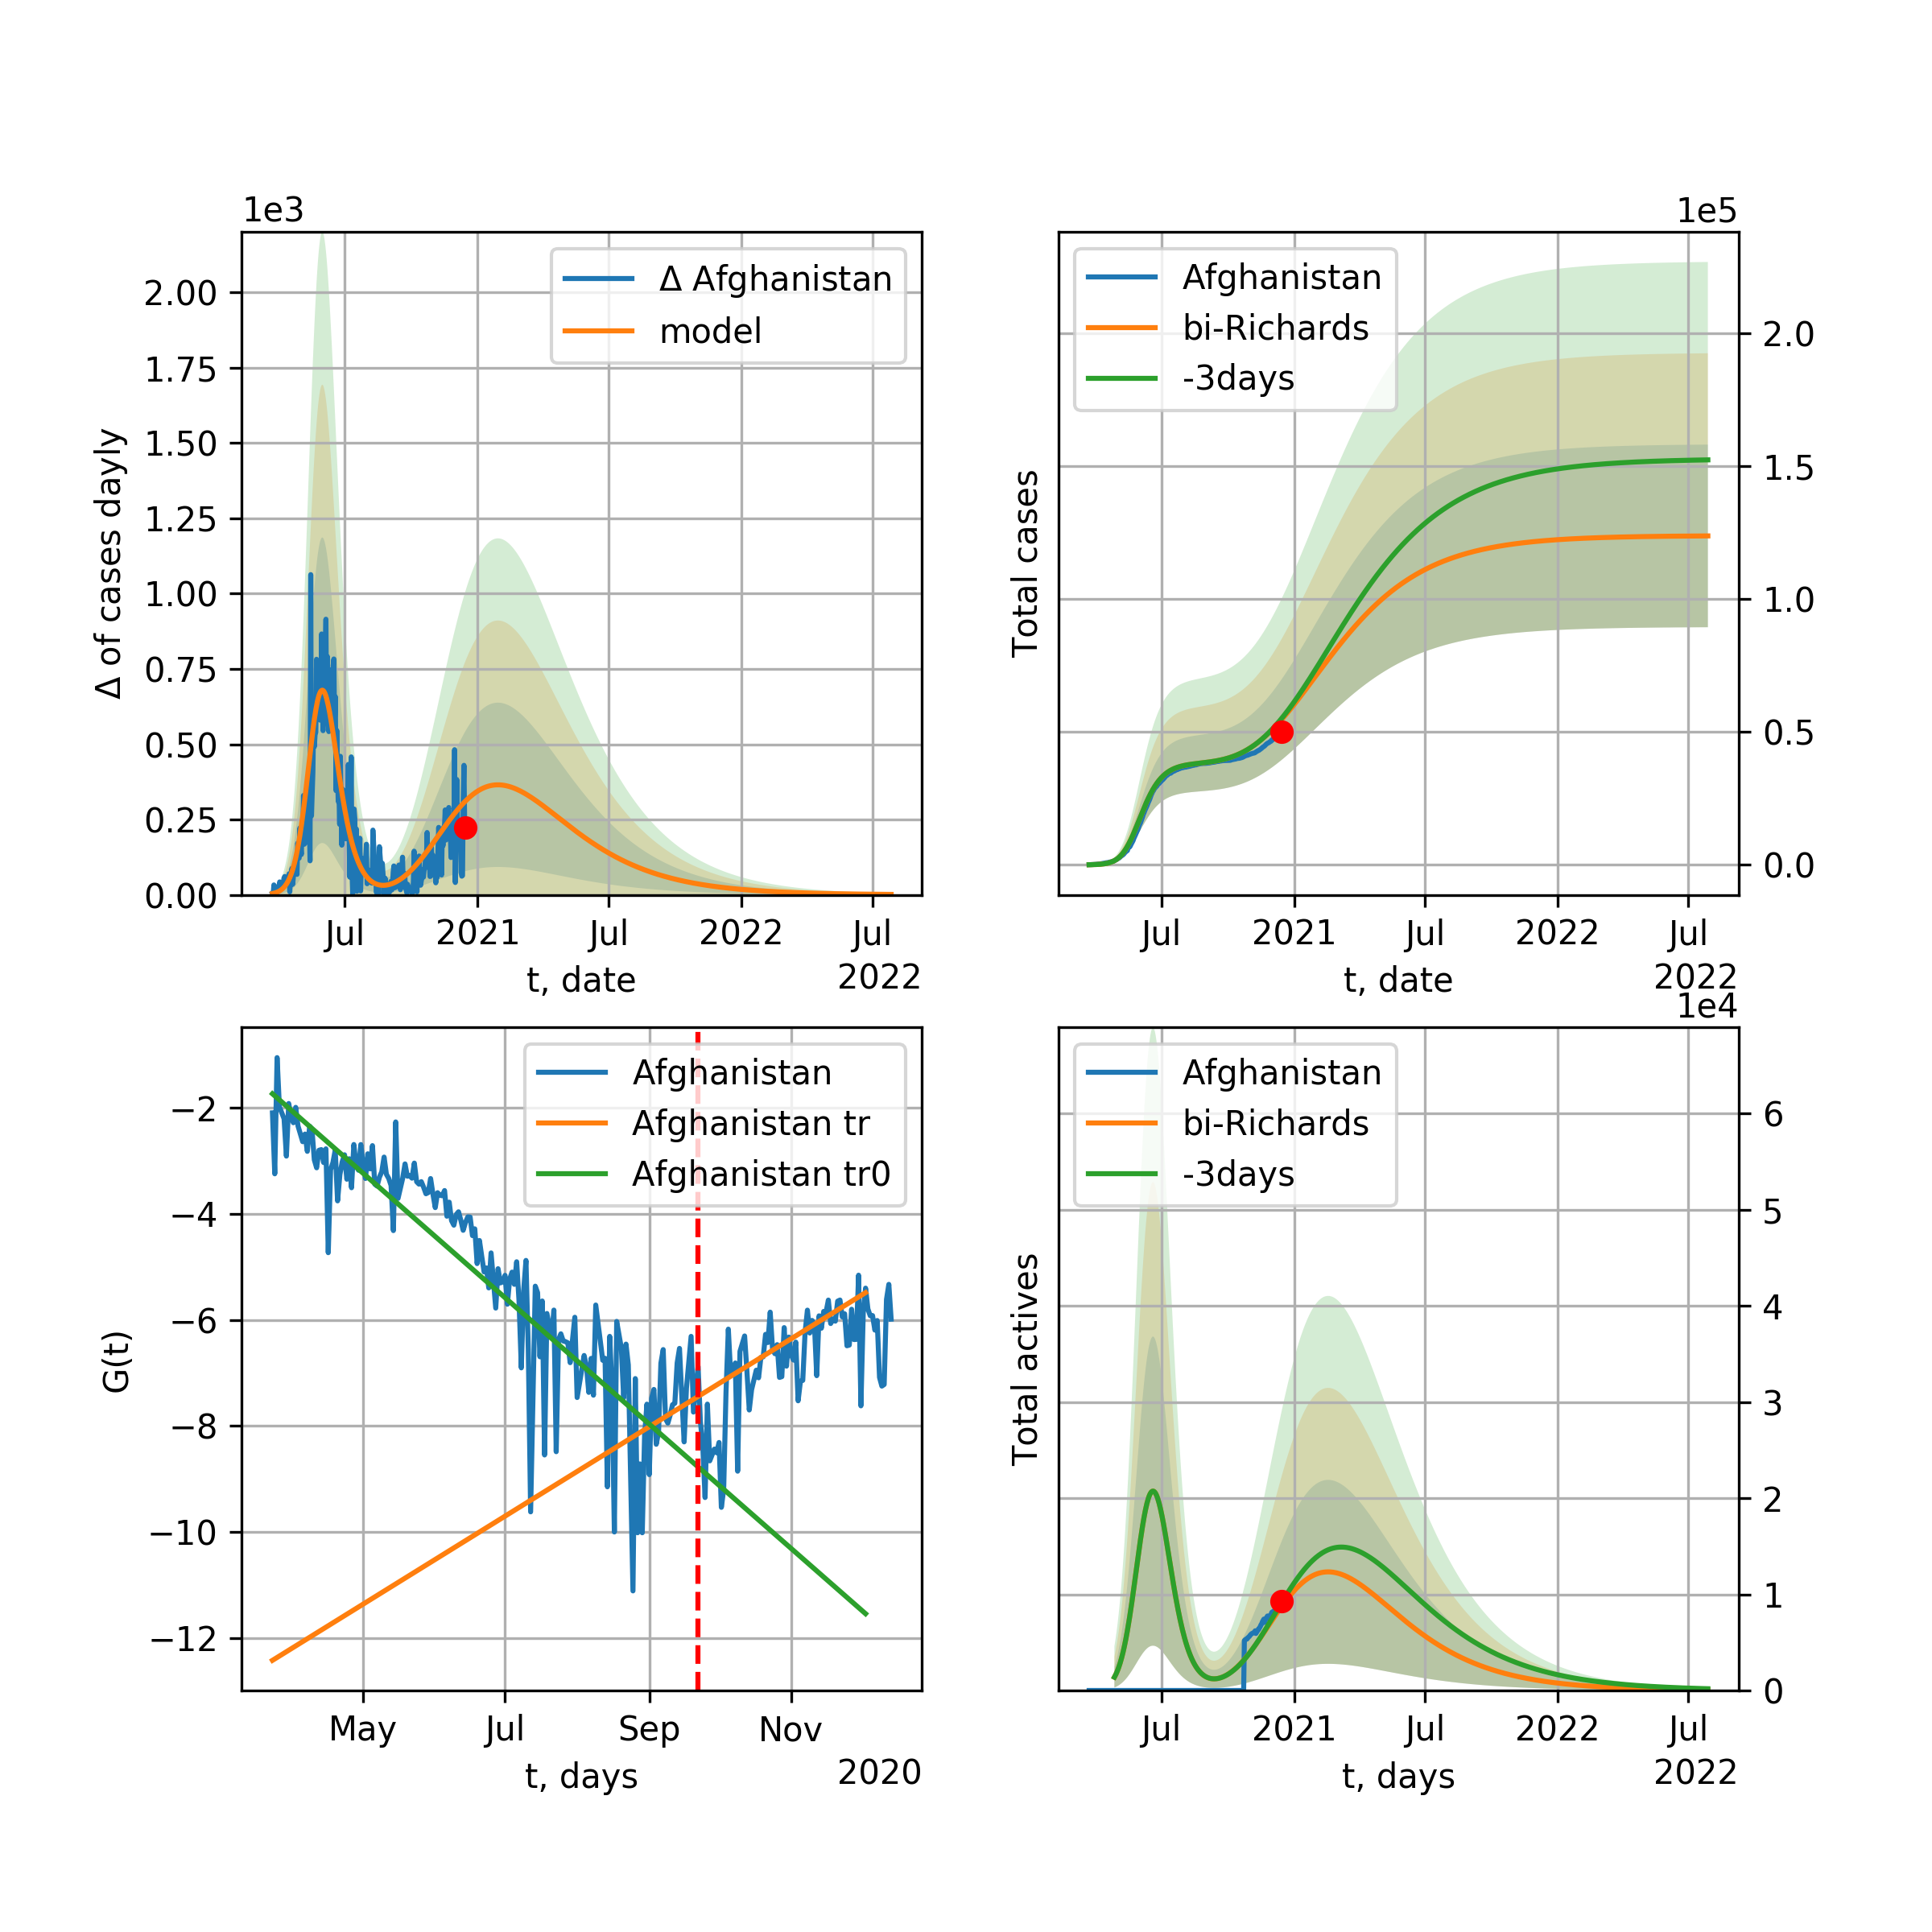 1e3
Δ of cases dayly
2.00
1.75
1.50
1.25
1.00
0.75
0.50
0.25
0.00
Δ Afghanistan
model
Jul
2021
Jul
2022
Jul
t, date
2022
1e5
Total cases
Afghanistan
bi-Richards
-3days
2.0
1.5
1.0
0.5
0.0
Jul
2021
Jul
2022
Jul
t, date
2022
G(t)
−2
−4
−6
−8
−10
−12
Afghanistan
Afghanistan tr
Afghanistan tr0
May
Jul
Sep
Nov
t, days
2020
1e4
Total actives
Afghanistan
bi-Richards
-3days
6
5
4
3
2
1
0
Jul
2021
Jul
2022
Jul
t, days
2022